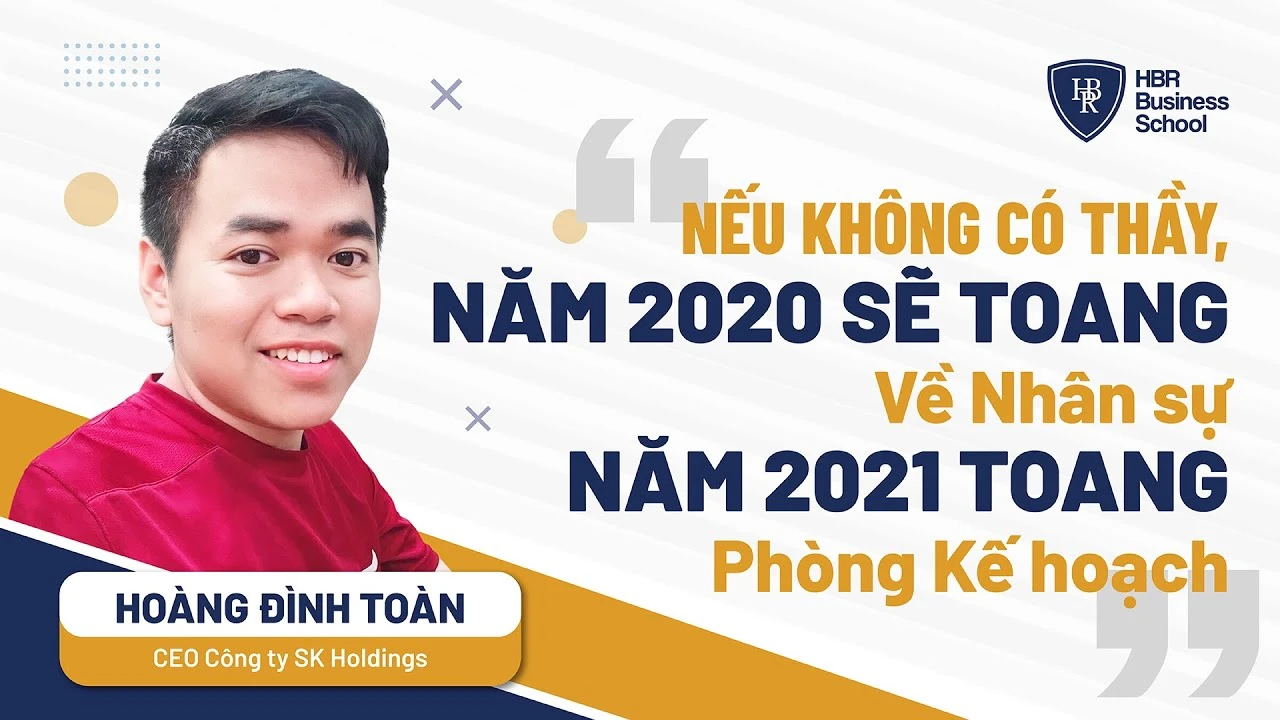 HBR
Business
School
NẾU KHÔNG CÓ THẦY,
NĂM 2020 SẼ TOANG
Về Nhân sự
NĂM 2021 TOANG
Phòng Kế hoạch
HOÀNG ĐÌNH TOÀN
CEO Công ty SK Holdings